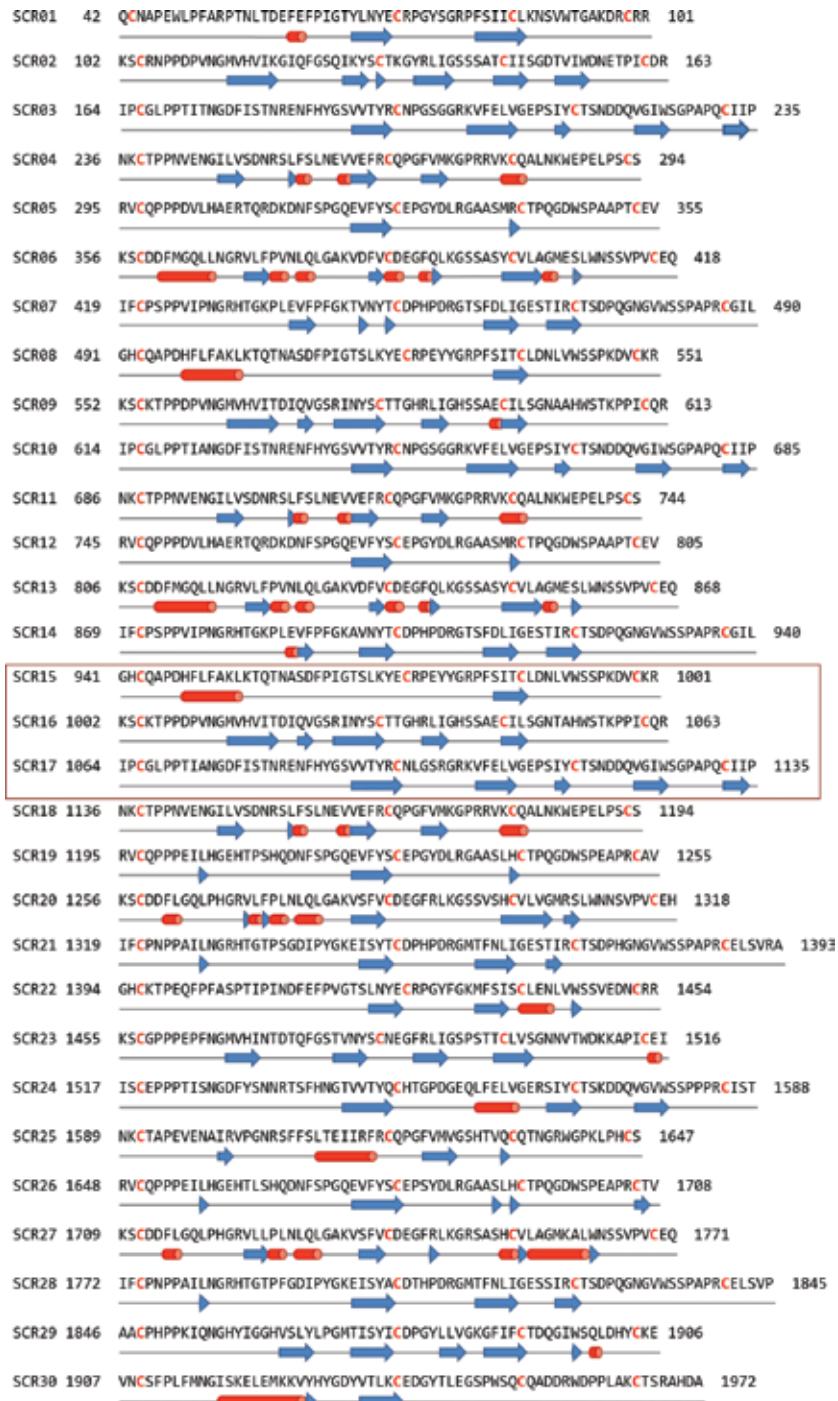 SCR01 42 QCNAPEWLPFARPTNLTDEFEFPIGTYLNYECRPGYSGRPFSIICLKNSVWTGAKDRCRR 101
SCR02 102 KSCRNPPDPVNGMVHVIKGIQFGSQIKYSCTKGYRLIGSSSATCIISGDTVIWDNETPICDR 163
SCR03 164 IPCGLPPTITNGDFISTNRENFHYGSVVTYRCNPGSGGRKVFELVGEPSIYCTSNDDQVGIWSGPAPQCIIP 235
SCR04 236 NKCTPPNVENGILVSDNRSLFSLNEVVEFRCQPGFVMKGPRRVKCQALNKWEPELPSCS 294
SCR05 295 RVCQPPPDVLHAERTQRDKDNFSPGQEVFYSCEPGYDLRGAASMRCTPQGDWSPAAPTCEV 355
SCR06 356 KSCDDFMGQLLNGRVLFPVNLQLGAKVDFVCDEGFQLKGSSASYCVLAGMESLWNSSVPVCEQ 418
SCR07 419 IFCPSPPVIPNGRHTGKPLEVFPFGKTVNYTCDPHPDRGTSFDLIGESTIRCTSDPQGNGVWSSPAPRCGIL 490
SCR08 491 GHCQAPDHFLFAKLKTQTNASDFPIGTSLKYECRPEYYGRPFSITCLDNLVWSSPKDVCKR 551
SCR09 552 KSCKTPPDPVNGMVHVITDIQVGSRINYSCTTGHRLIGHSSAECILSGNAAHWSTKPPICQR 613
SCR10 614 IPCGLPPTIANGDFISTNRENFHYGSVVTYRCNPGSGGRKVFELVGEPSIYCTSNDDQVGIWSGPAPQCIIP 685
SCR11 686 NKCTPPNVENGILVSDNRSLFSLNEVVEFRCQPGFVMKGPRRVKCQALNKWEPELPSCS 744
SCR12 745 RVCQPPPDVLHAERTQRDKDNFSPGQEVFYSCEPGYDLRGAASMRCTPQGDWSPAAPTCEV 805
SCR13 806 KSCDDFMGQLLNGRVLFPVNLQLGAKVDFVCDEGFQLKGSSASYCVLAGMESLWNSSVPVCEQ 868
SCR14 869 IFCPSPPVIPNGRHTGKPLEVFPFGKAVNYTCDPHPDRGTSFDLIGESTIRCTSDPQGNGVWSSPAPRCGIL 940
SCR15 941 GHCQAPDHFLFAKLKTQTNASDFPIGTSLKYECRPEYYGRPFSITCLDNLVWSSPKDVCKR 1001
SCR16 1002 KSCKTPPDPVNGMVHVITDIQVGSRINYSCTTGHRLIGHSSAECILSGNTAHWSTKPPICQR 1063
SCR17 1064 IPCGLPPTIANGDFISTNRENFHYGSVVTYRCNLGSRGRKVFELVGEPSIYCTSNDDQVGIWSGPAPQCIIP 1135
SCR18 1136 NKCTPPNVENGILVSDNRSLFSLNEVVEFRCQPGFVMKGPRRVKCQALNKWEPELPSCS 1194
SCR19 1195 RVCQPPPEILHGEHTPSHQDNFSPGQEVFYSCEPGYDLRGAASLHCTPQGDWSPEAPRCAV 1255
SCR20 1256 KSCDDFLGQLPHGRVLFPLNLQLGAKVSFVCDEGFRLKGSSVSHCVLVGMRSLWNNSVPVCEH 1318
SCR21 1319 IFCPNPPAILNGRHTGTPSGDIPYGKEISYTCDPHPDRGMTFNLIGESTIRCTSDPHGNGVWSSPAPRCELSVRA 1393
SCR22 1394 GHCKTPEQFPFASPTIPINDFEFPVGTSLNYECRPGYFGKMFSISCLENLVWSSVEDNCRR 1454
SCR23 1455 KSCGPPPEPFNGMVHINTDTQFGSTVNYSCNEGFRLIGSPSTTCLVSGNNVTWDKKAPICEI 1516
SCR24 1517 ISCEPPPTISNGDFYSNNRTSFHNGTVVTYQCHTGPDGEQLFELVGERSIYCTSKDDQVGVWSSPPPRCIST 1588
SCR25 1589 NKCTAPEVENAIRVPGNRSFFSLTEIIRFRCQPGFVMVGSHTVQCQTNGRWGPKLPHCS 1647
SCR26 1648 RVCQPPPEILHGEHTLSHQDNFSPGQEVFYSCEPSYDLRGAASLHCTPQGDWSPEAPRCTV 1708
SCR27 1709 KSCDDFLGQLPHGRVLLPLNLQLGAKVSFVCDEGFRLKGRSASHCVLAGMKALWNSSVPVCEQ 1771
SCR28 1772 IFCPNPPAILNGRHTGTPFGDIPYGKEISYACDTHPDRGMTFNLIGESSIRCTSDPQGNGVWSSPAPRCELSVP 1845
SCR29 1846 AACPHPPKIQNGHYIGGHVSLYLPGMTISYICDPGYLLVGKGFIFCTDQGIWSQLDHYCKE 1906
SCR30 1907 VNCSFPLFMNGISKELEMKKVYHYGDYVTLKCEDGYTLEGSPWSQCQADDRWDPPLAKCTSRAHDA 1972